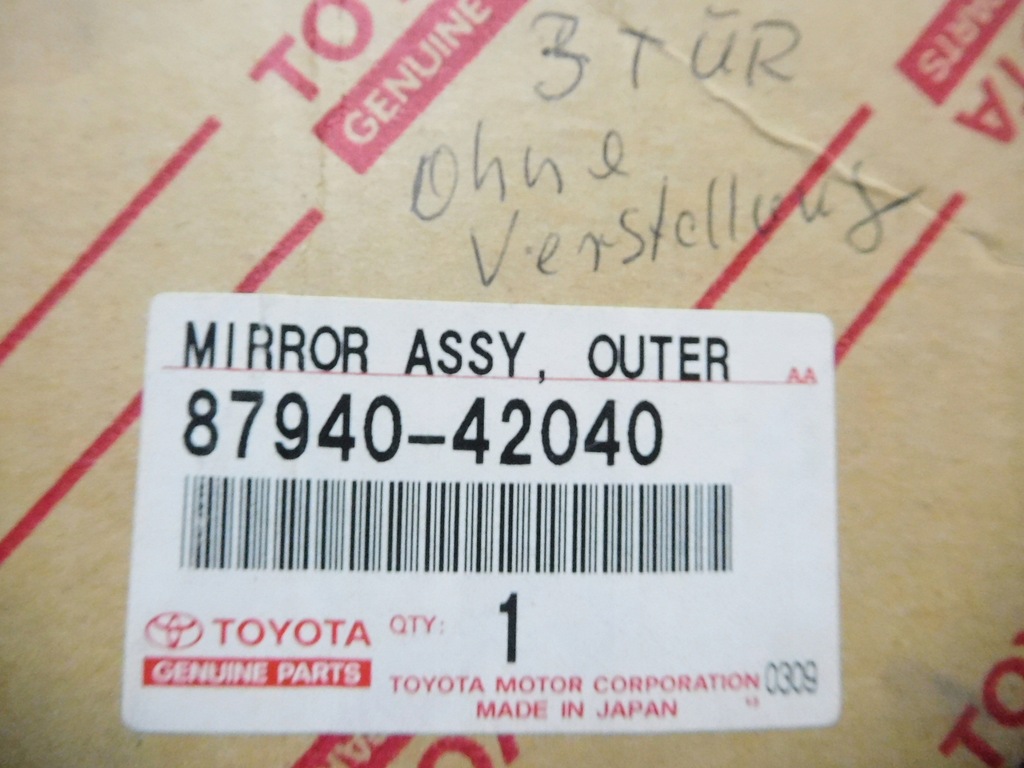 GENUINE
PARTS
3 TÜR
Ohne
Verstellung
MIRROR ASSY, OUTER
AA
87940-42040
TOYOTA
GENUINE PARTS
QTY: 1
TOYOTA MOTOR CORPORATION 0309
MADE IN JAPAN